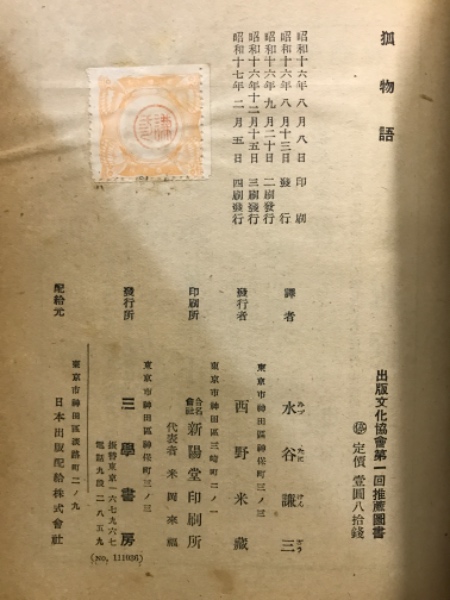 狐物語
出版文化協會第一回推薦圖書
定價 壹圓八拾錢
昭和十六年八月八日 印刷
昭和十六年八月十三日 發行
昭和十六年九月二十日 二刷發行
昭和十六年十二月十五日 三刷發行
昭和十七年二月五日 四刷發行
譯者 水谷謙三
東京市神田區神保町三ノ三
發行者 西野米藏
東京市神田區三崎町二ノ一
印刷所 合名會社 新陽堂印刷所
代表者 米岡來福
東京市神田區神保町三ノ三
發行所 三學書房
振替東京一六七九六七
電話九段二八五九
(No. 111036)
東京市神田區淡路町二ノ九
配給元 日本出版配給株式會社